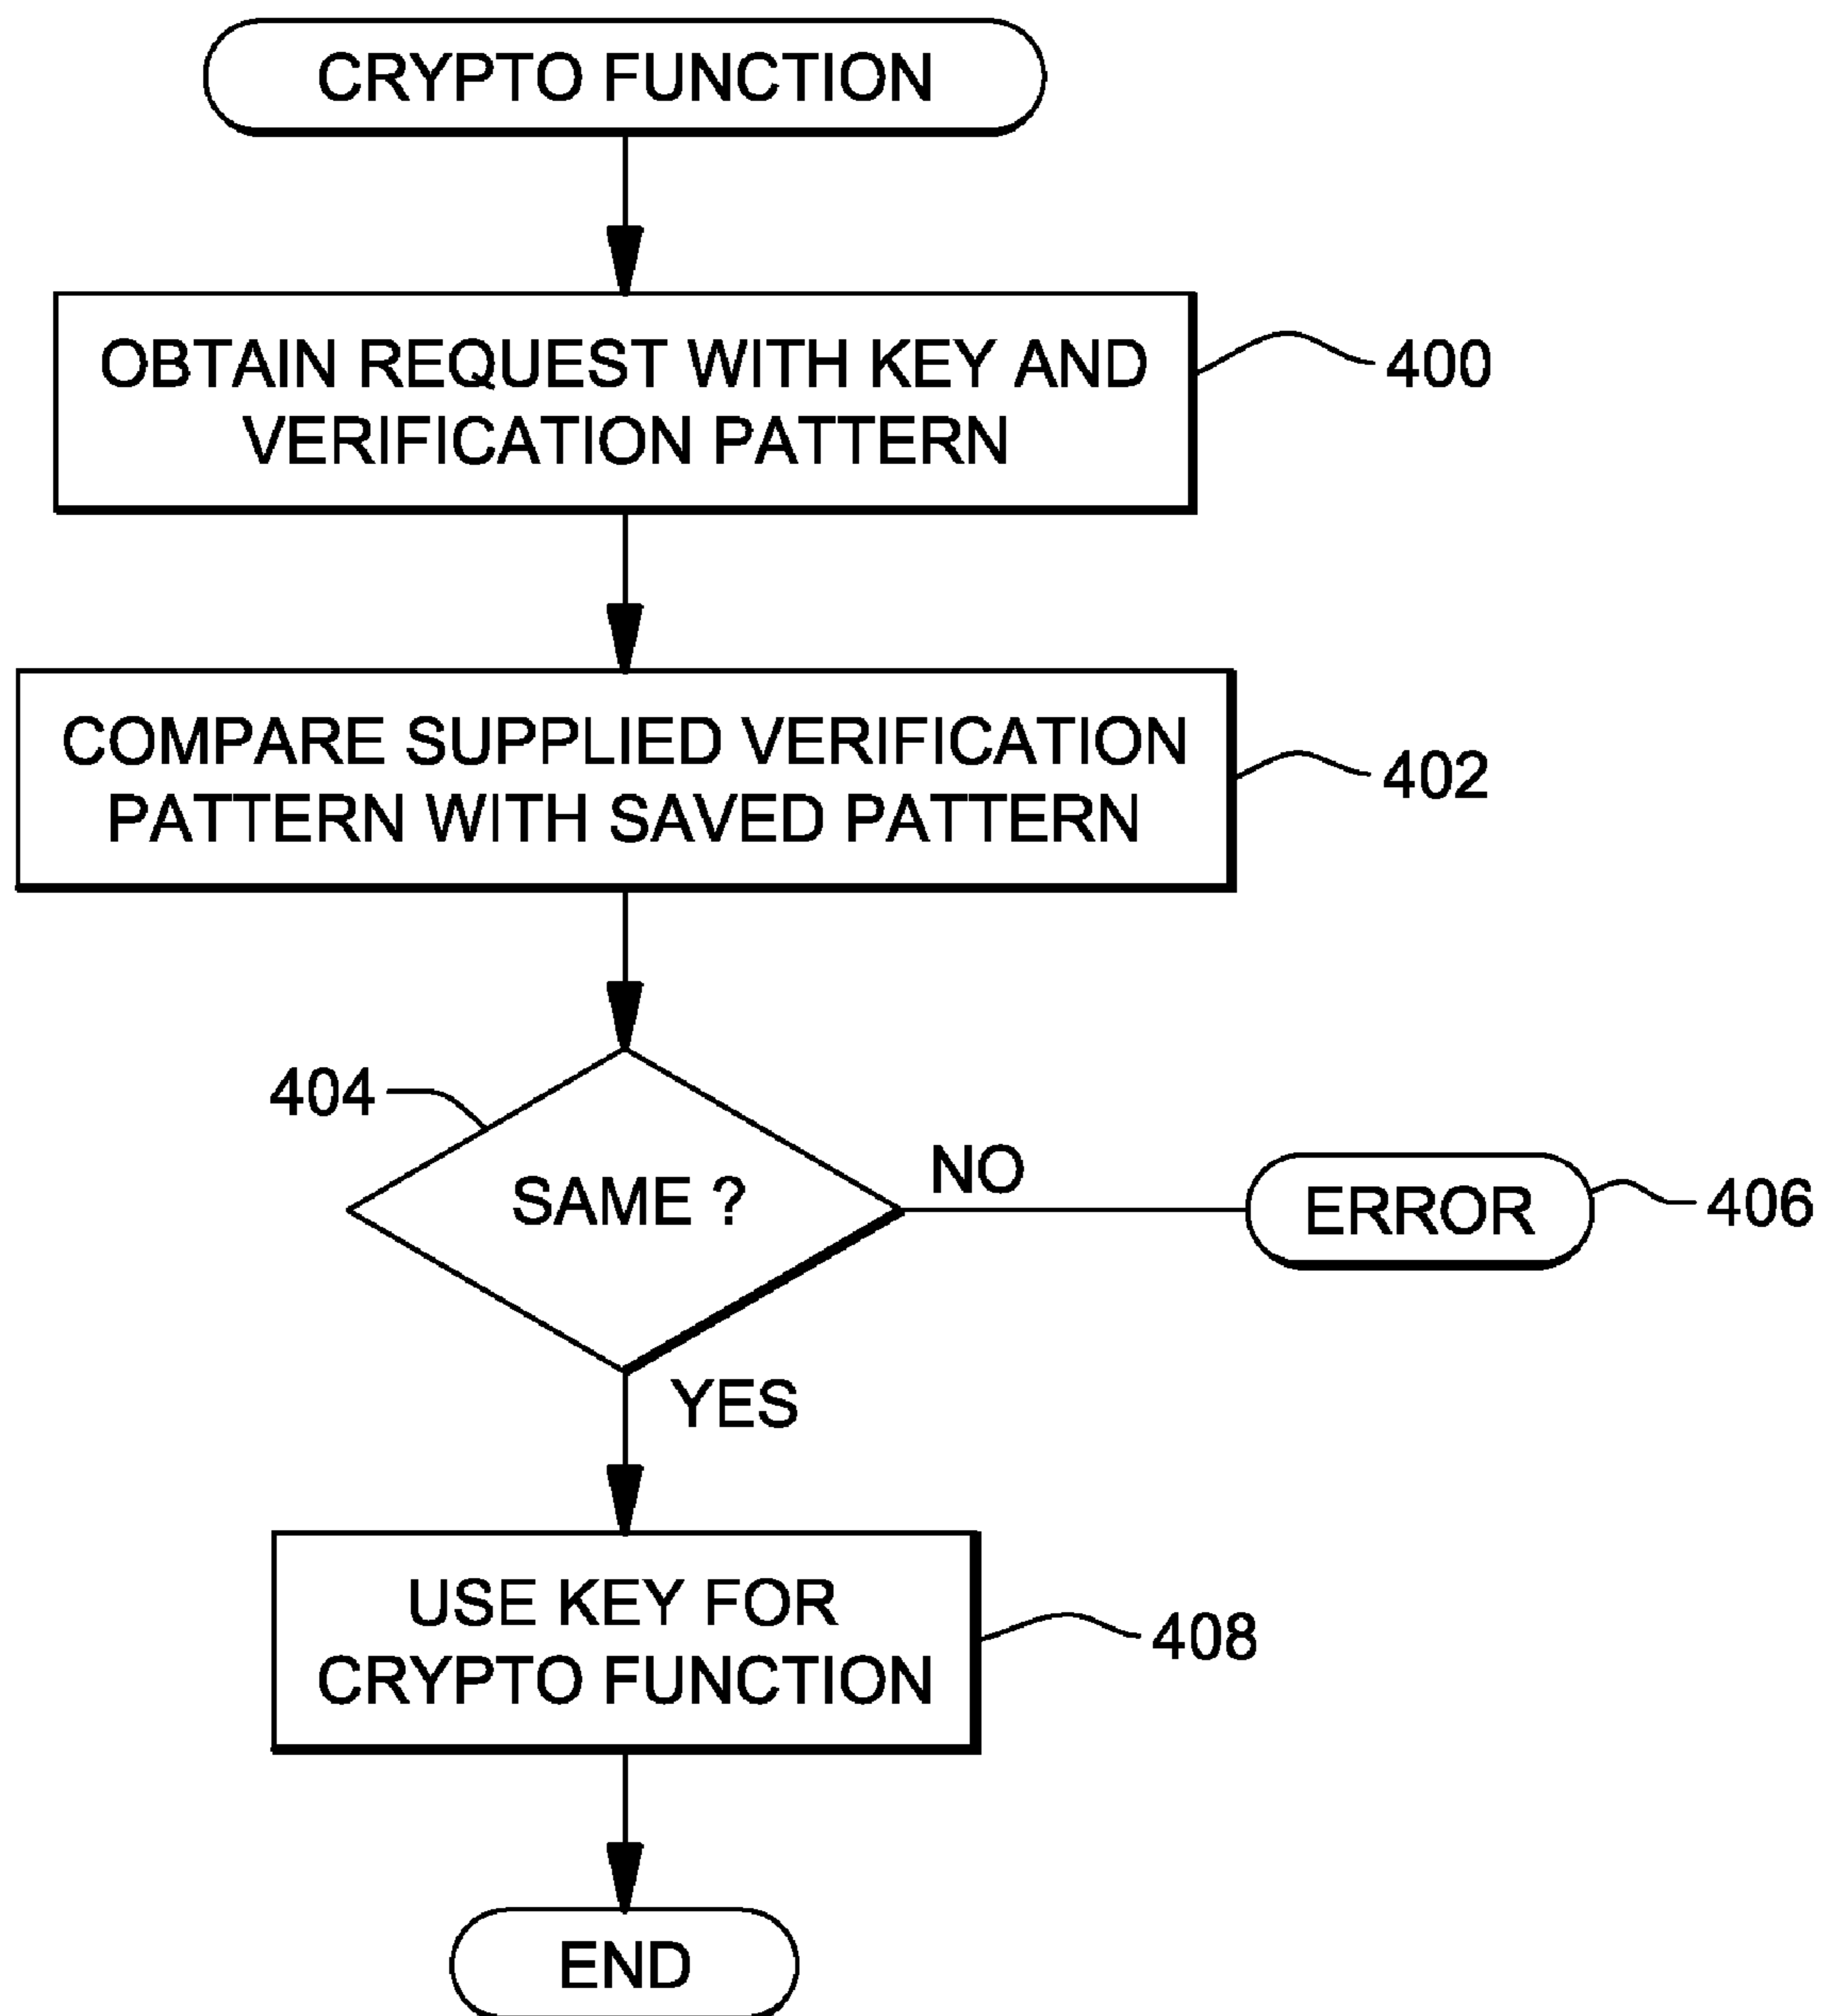 CRYPTO FUNCTION
OBTAIN REQUEST WITH KEY AND
VERIFICATION PATTERN
400
COMPARE SUPPLIED VERIFICATION
PATTERN WITH SAVED PATTERN
402
404
SAME ?
NO
ERROR
406
YES
USE KEY FOR
CRYPTO FUNCTION
408
END